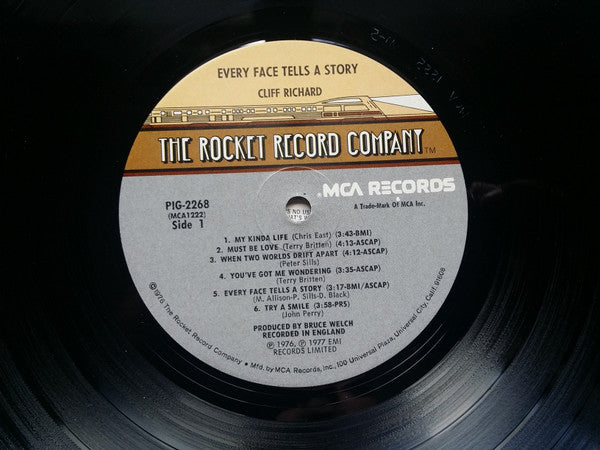 EVERY FACE TELLS A STORY
CLIFF RICHARD
THE ROCKET RECORD COMPANY™
MCA RECORDS
A Trade-Mark Of MCA Inc.
PIG-2268
(MCA1222)
Side 1
1. MY KINDA LIFE (Chris East) (3:43-BMI)
2. MUST BE LOVE (Terry Britten) (4:13-ASCAP)
3. WHEN TWO WORLDS DRIFT APART (4:12-ASCAP)
(Peter Sills)
4. YOU'VE GOT ME WONDERING (3:35-ASCAP)
(Terry Britten)
5. EVERY FACE TELLS A STORY (3:17-BMI/ASCAP)
(M. Allison-P. Sills-D. Black)
6. TRY A SMILE (3:58-PRS)
(John Perry)
PRODUCED BY BRUCE WELCH
RECORDED IN ENGLAND
℗ 1976, ℗ 1977 EMI
RECORDS LIMITED
©1976 The Rocket Record Company • Mfd. by MCA Records, Inc., 100 Universal Plaza, Universal City, Calif. 91608